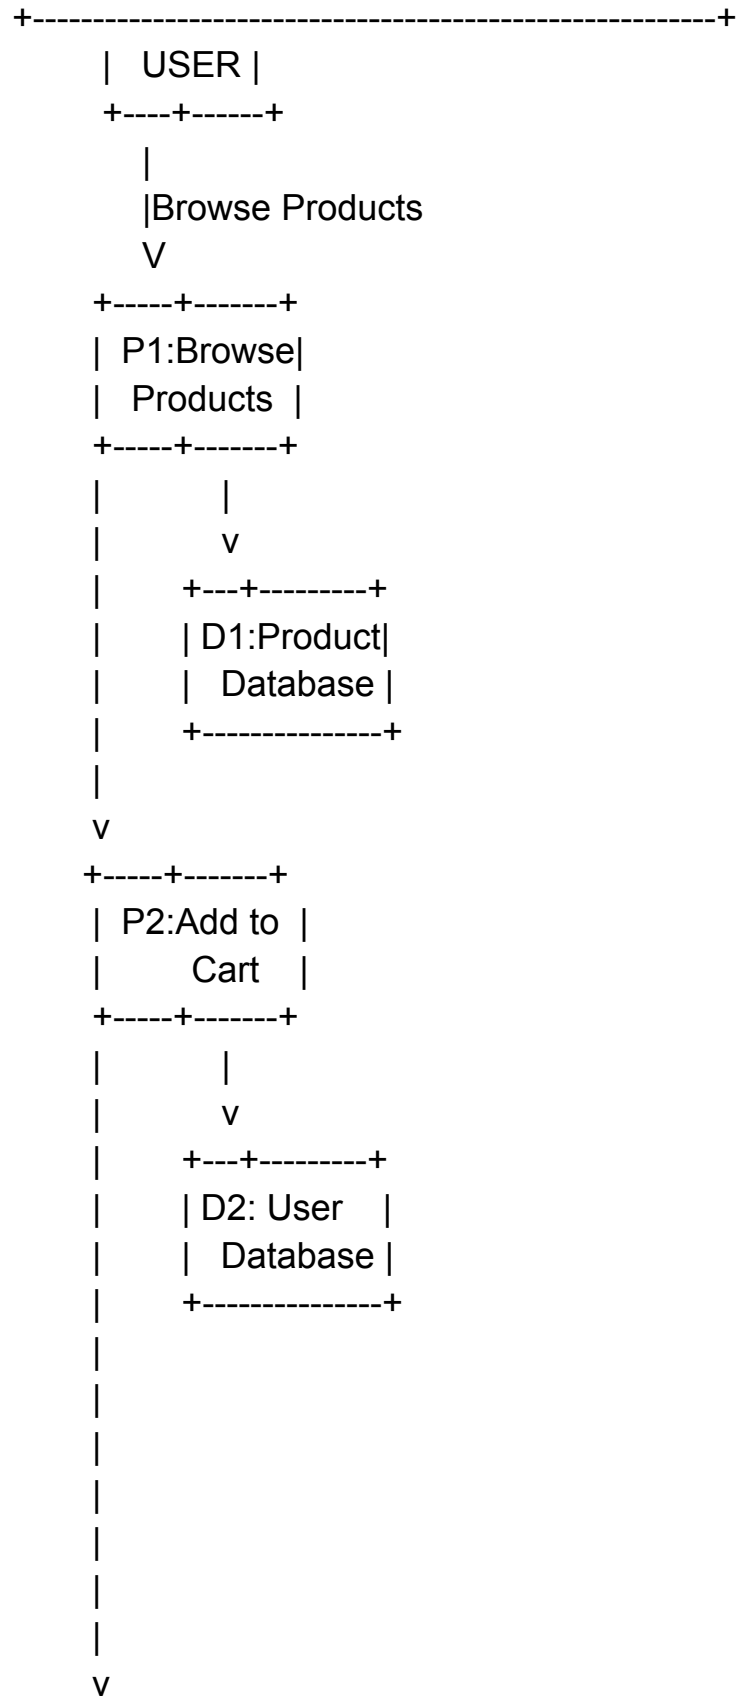 +---------------------------------------------------------+
| USER |
+----+------+
|
|Browse Products
V
+-----+-------+
| P1:Browse|
| Products |
+-----+-------+
| |
| v
| +---+---------+
| | D1:Product|
| | Database |
| +---------------+
|
v
+-----+-------+
| P2:Add to |
| Cart |
+-----+-------+
| |
| v
| +---+---------+
| | D2: User |
| | Database |
| +---------------+
|
|
|
|
|
|
|
v